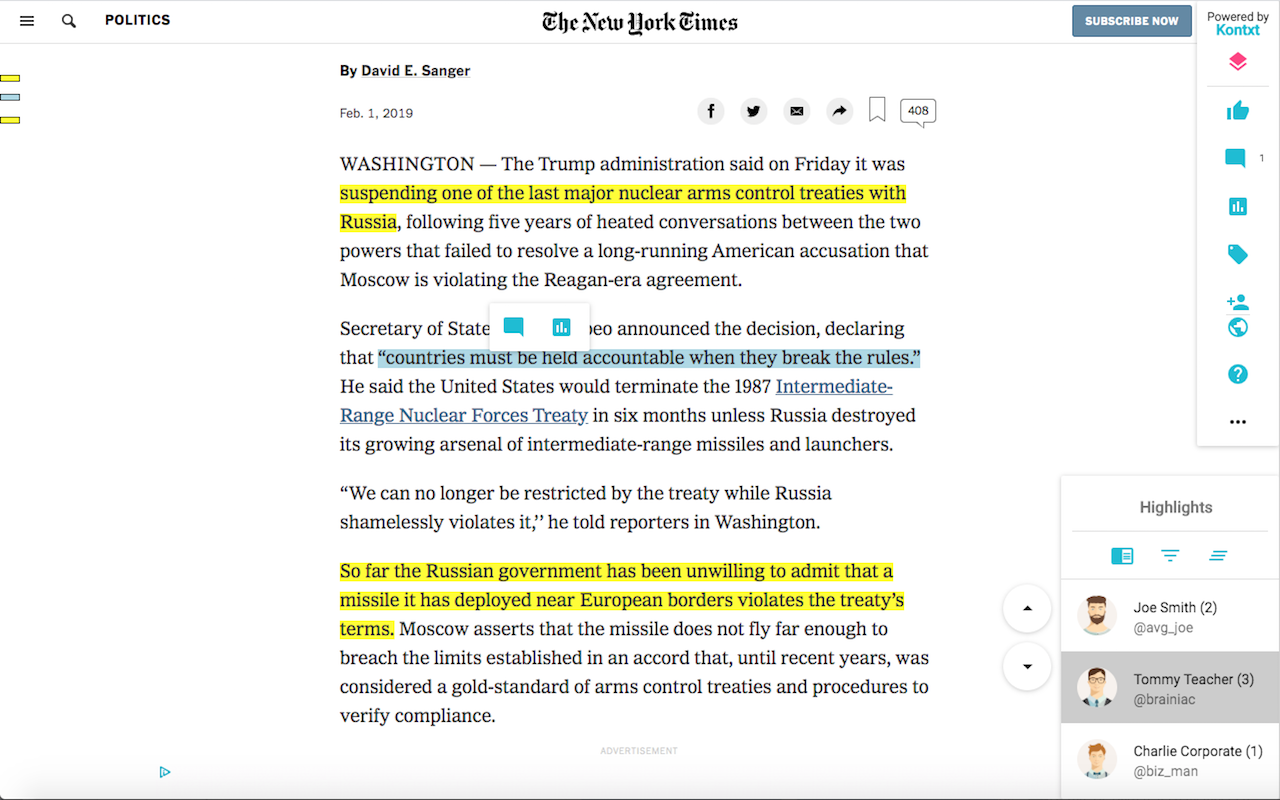 POLITICS
The New York Times
SUBSCRIBE NOW
Powered by
Kontxt
By David E. Sanger
Feb. 1, 2019
408
WASHINGTON — The Trump administration said on Friday it was
suspending one of the last major nuclear arms control treaties with
Russia, following five years of heated conversations between the two
powers that failed to resolve a long-running American accusation that
Moscow is violating the Reagan-era agreement.
1
Secretary of State peo announced the decision, declaring
that “countries must be held accountable when they break the rules.”
He said the United States would terminate the 1987 Intermediate-
Range Nuclear Forces Treaty in six months unless Russia destroyed
its growing arsenal of intermediate-range missiles and launchers.
“We can no longer be restricted by the treaty while Russia
shamelessly violates it,’’ he told reporters in Washington.
So far the Russian government has been unwilling to admit that a
missile it has deployed near European borders violates the treaty’s
terms. Moscow asserts that the missile does not fly far enough to
breach the limits established in an accord that, until recent years, was
considered a gold-standard of arms control treaties and procedures to
verify compliance.
ADVERTISEMENT
Highlights
Joe Smith (2)
@avg_joe
Tommy Teacher (3)
@brainiac
Charlie Corporate (1)
@biz_man